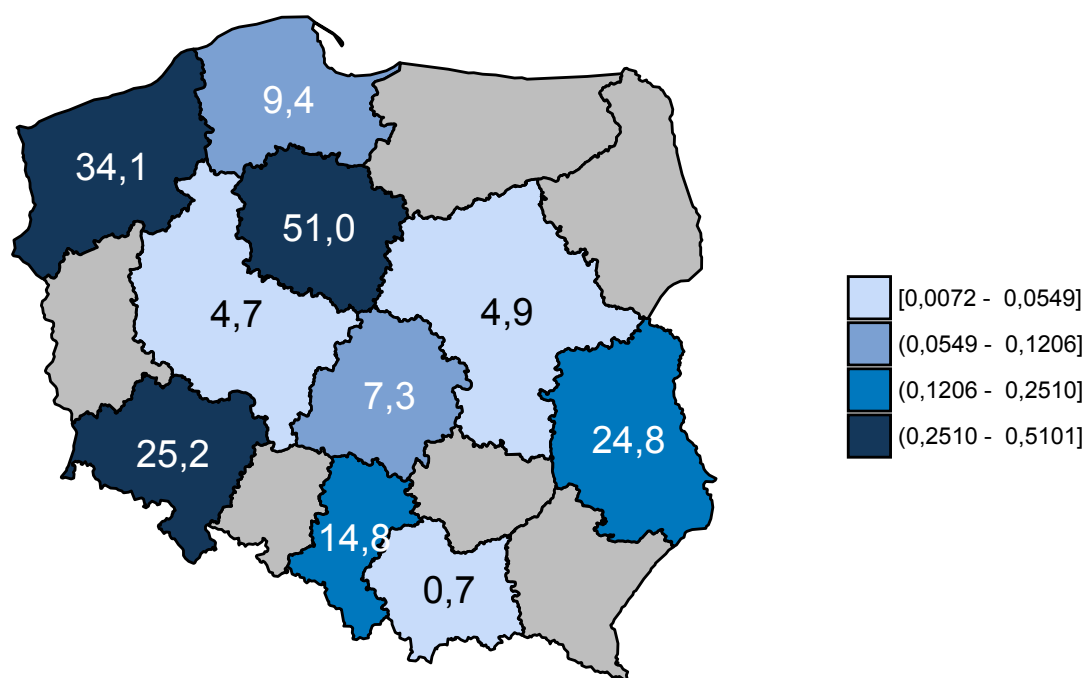 9,4
34,1
51,0
4,7
4,9
7,3
25,2
24,8
14,8
0,7
[0,0072 - 0,0549]
(0,0549 - 0,1206]
(0,1206 - 0,2510]
(0,2510 - 0,5101]